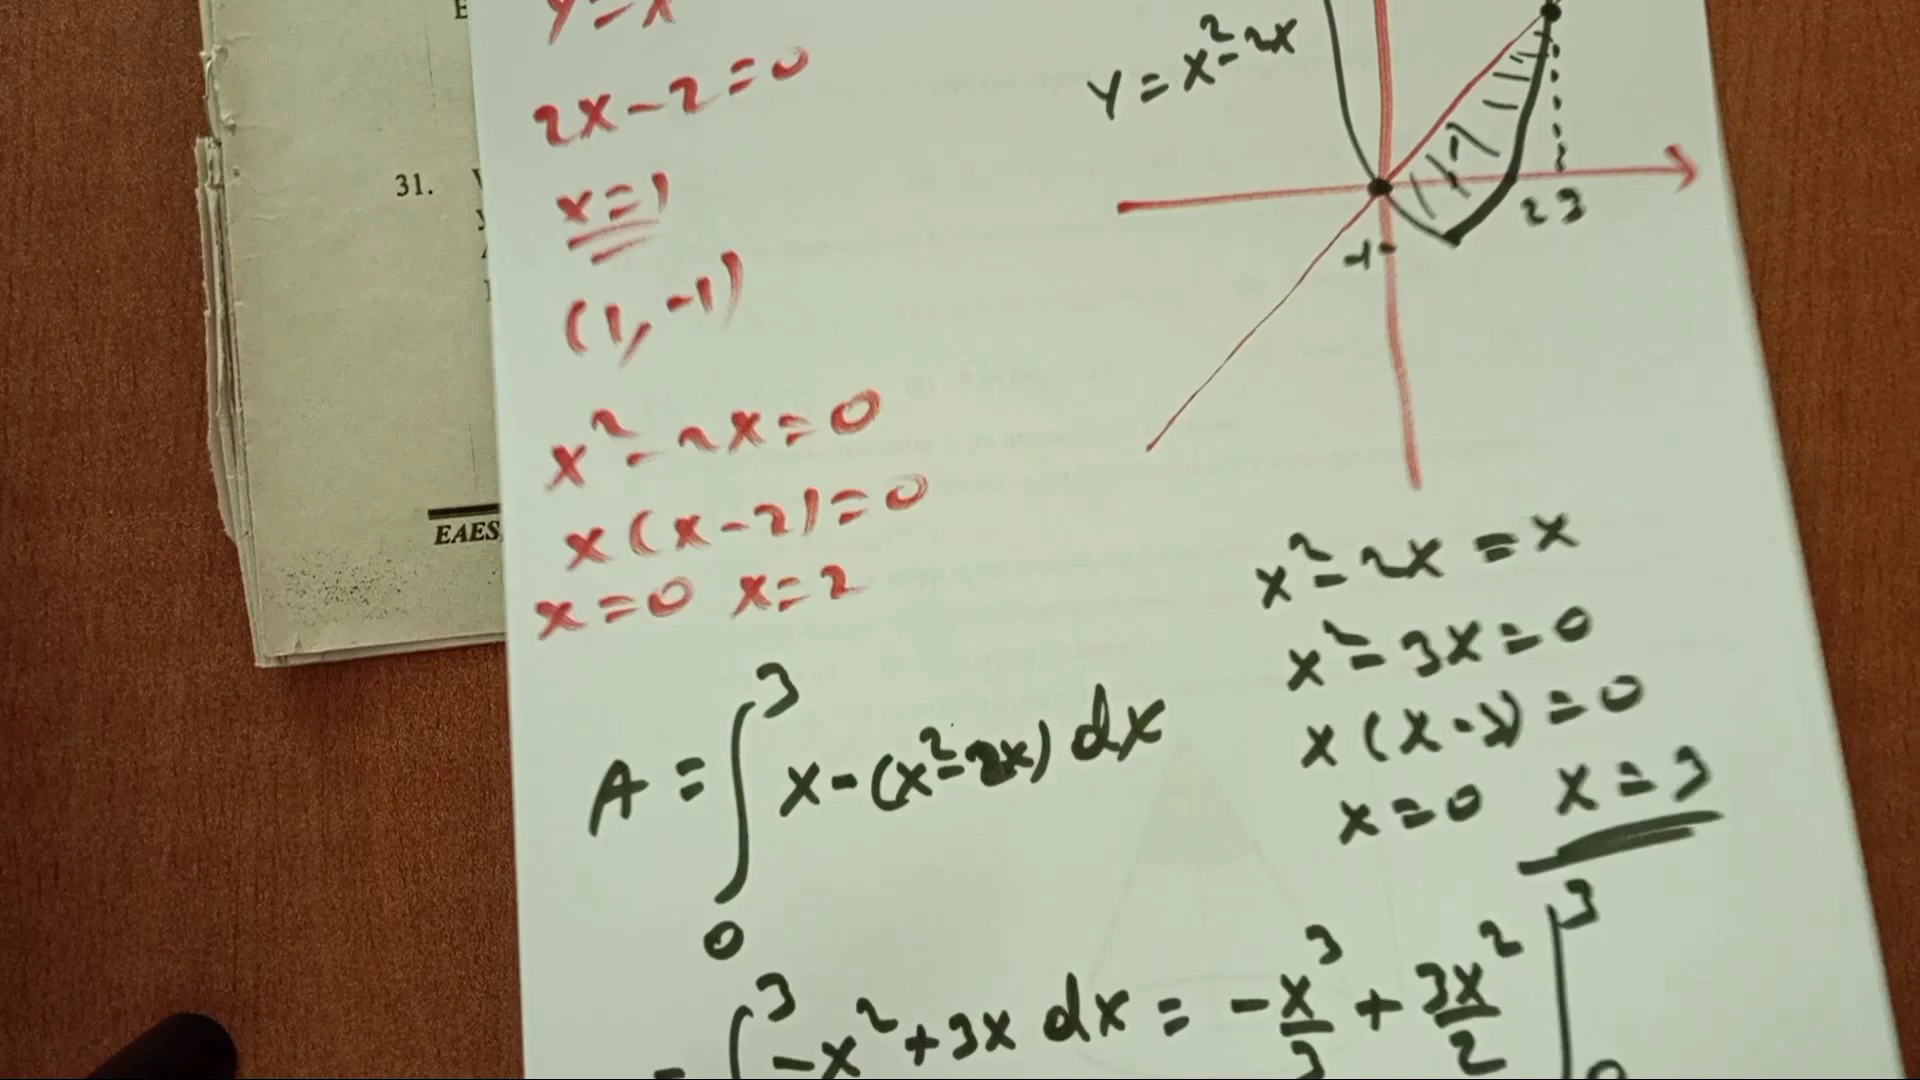 y=x
2x-2=0
x=1
(1,-1)
x²-2x=0
x(x-2)=0
x=0 x=2
y=x²-2x
2 3
-1
x²-2x=x
x²-3x=0
x(x-3)=0
x=0 x=3
A=∫₀³ x-(x²-2x)dx
=∫³ -x²+3x dx = -x³/3 + 3x²/2 |₀³
31.
EAES